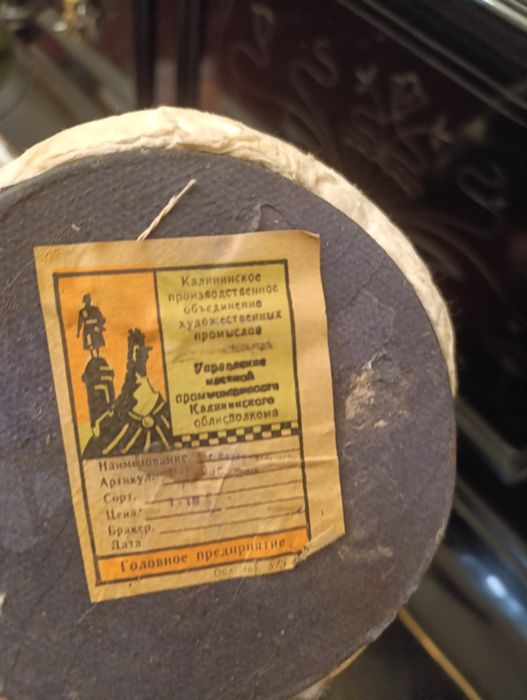 Калининское
производственное
объединение
художественных
промыслов
Управление
местной
промышленности
Калининского
облисполкома
Наименование
Артикул.
Сорт.
Цена:
Бракер.
Дата
Головное предприятие